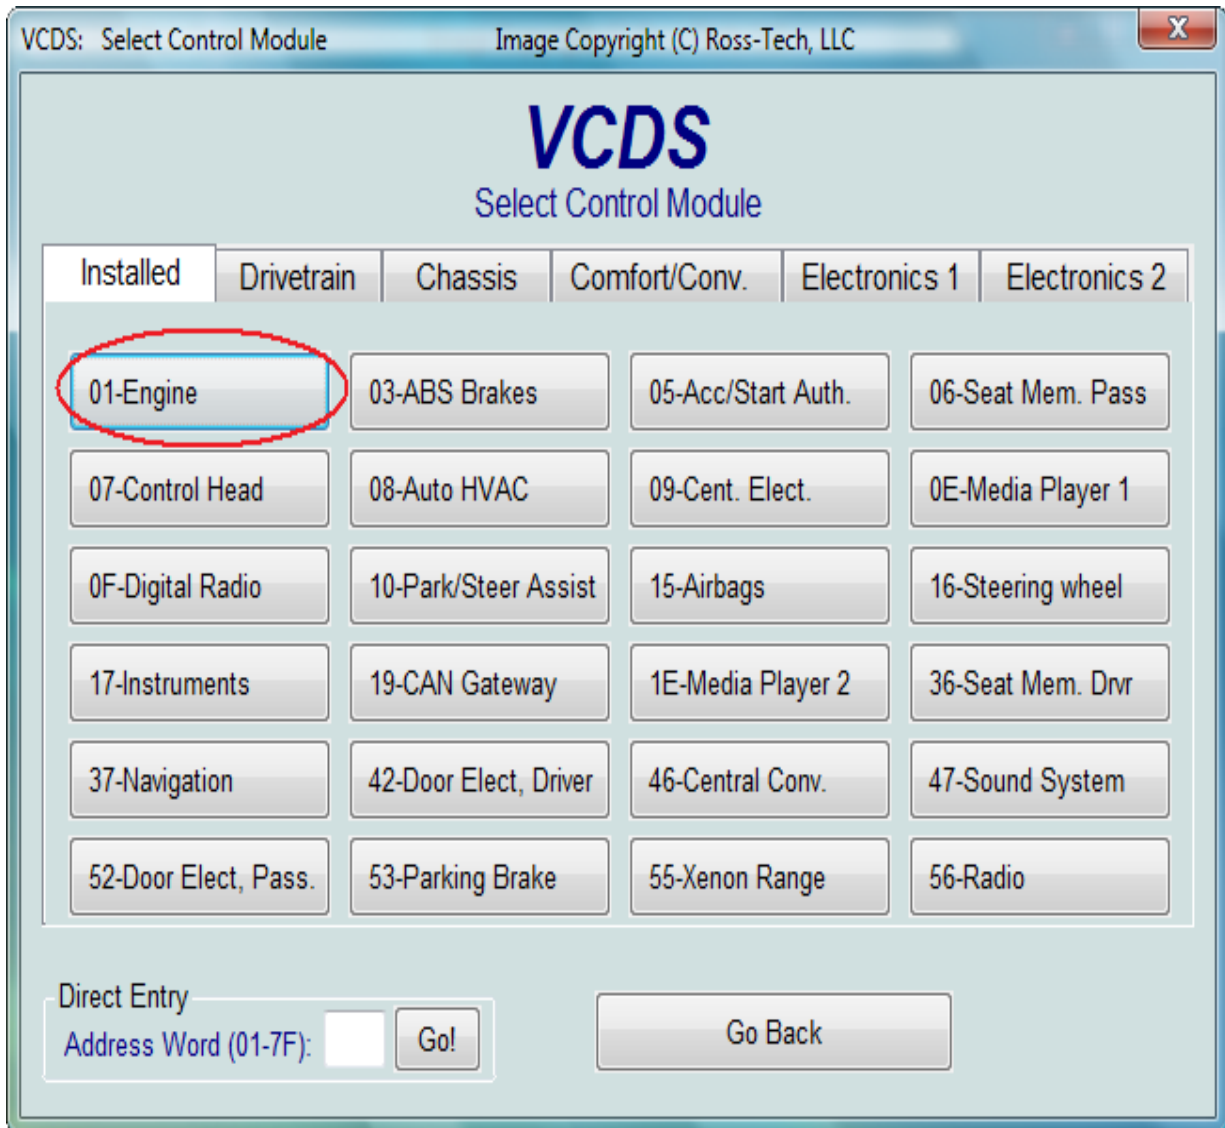 VCDS: Select Control Module Image Copyright (C) Ross-Tech, LLC X
VCDS
Select Control Module
Installed Drivetrain Chassis Comfort/Conv. Electronics 1 Electronics 2
01-Engine 03-ABS Brakes 05-Acc/Start Auth. 06-Seat Mem. Pass
07-Control Head 08-Auto HVAC 09-Cent. Elect. 0E-Media Player 1
0F-Digital Radio 10-Park/Steer Assist 15-Airbags 16-Steering wheel
17-Instruments 19-CAN Gateway 1E-Media Player 2 36-Seat Mem. Drvr
37-Navigation 42-Door Elect, Driver 46-Central Conv. 47-Sound System
52-Door Elect, Pass. 53-Parking Brake 55-Xenon Range 56-Radio
Direct Entry
Address Word (01-7F): Go! Go Back